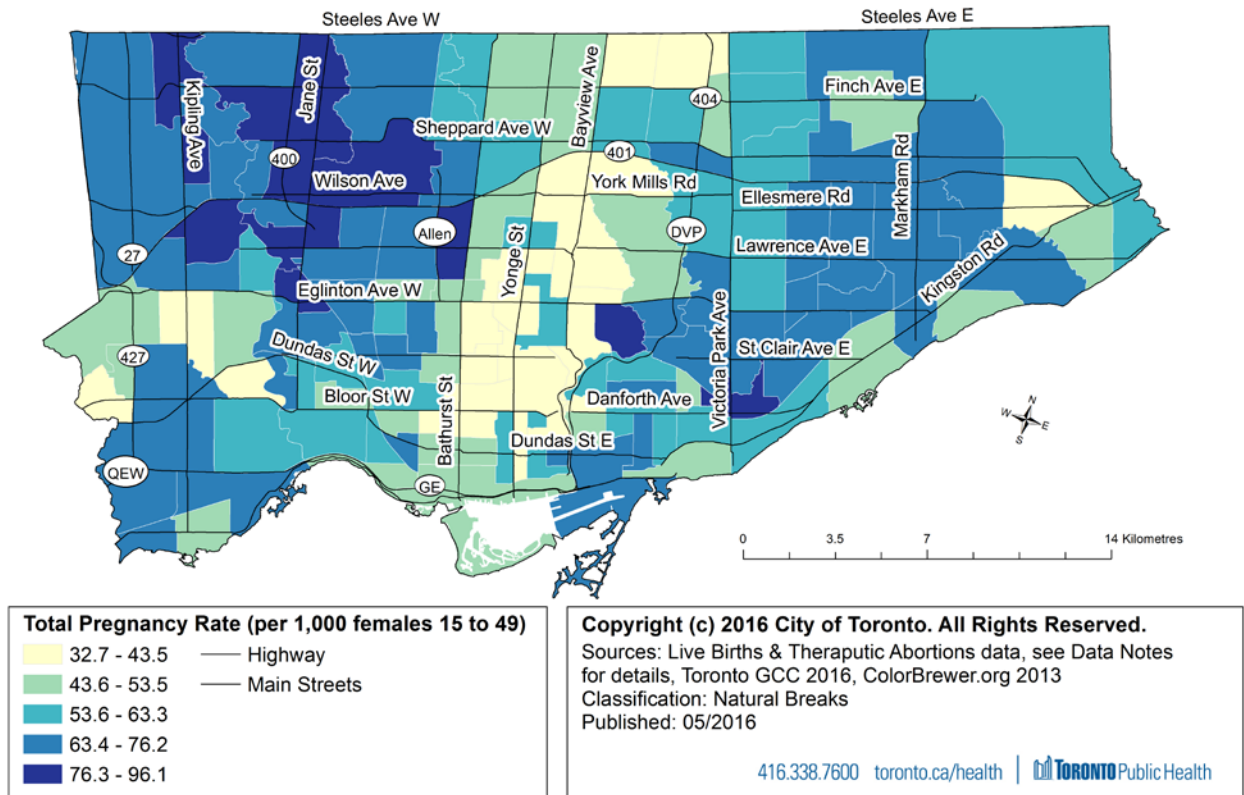 Steeles Ave W
Steeles Ave E
Kipling Ave
Jane St
Bayview Ave
404
Finch Ave E
Sheppard Ave W
400
401
Markham Rd
Wilson Ave
York Mills Rd
Ellesmere Rd
Allen
Yonge St
DVP
27
Lawrence Ave E
Eglinton Ave W
Kingston Rd
427
Dundas St W
Victoria Park Ave
St Clair Ave E
Bloor St W
Bathurst St
Danforth Ave
Dundas St E
QEW
GE
N
W
E
S
0 3.5 7 14 Kilometres
Total Pregnancy Rate (per 1,000 females 15 to 49)
32.7 - 43.5
Highway
43.6 - 53.5
Main Streets
53.6 - 63.3
63.4 - 76.2
76.3 - 96.1
Copyright (c) 2016 City of Toronto. All Rights Reserved.
Sources: Live Births & Theraputic Abortions data, see Data Notes
for details, Toronto GCC 2016, ColorBrewer.org 2013
Classification: Natural Breaks
Published: 05/2016
416.338.7600 toronto.ca/health | TORONTO Public Health